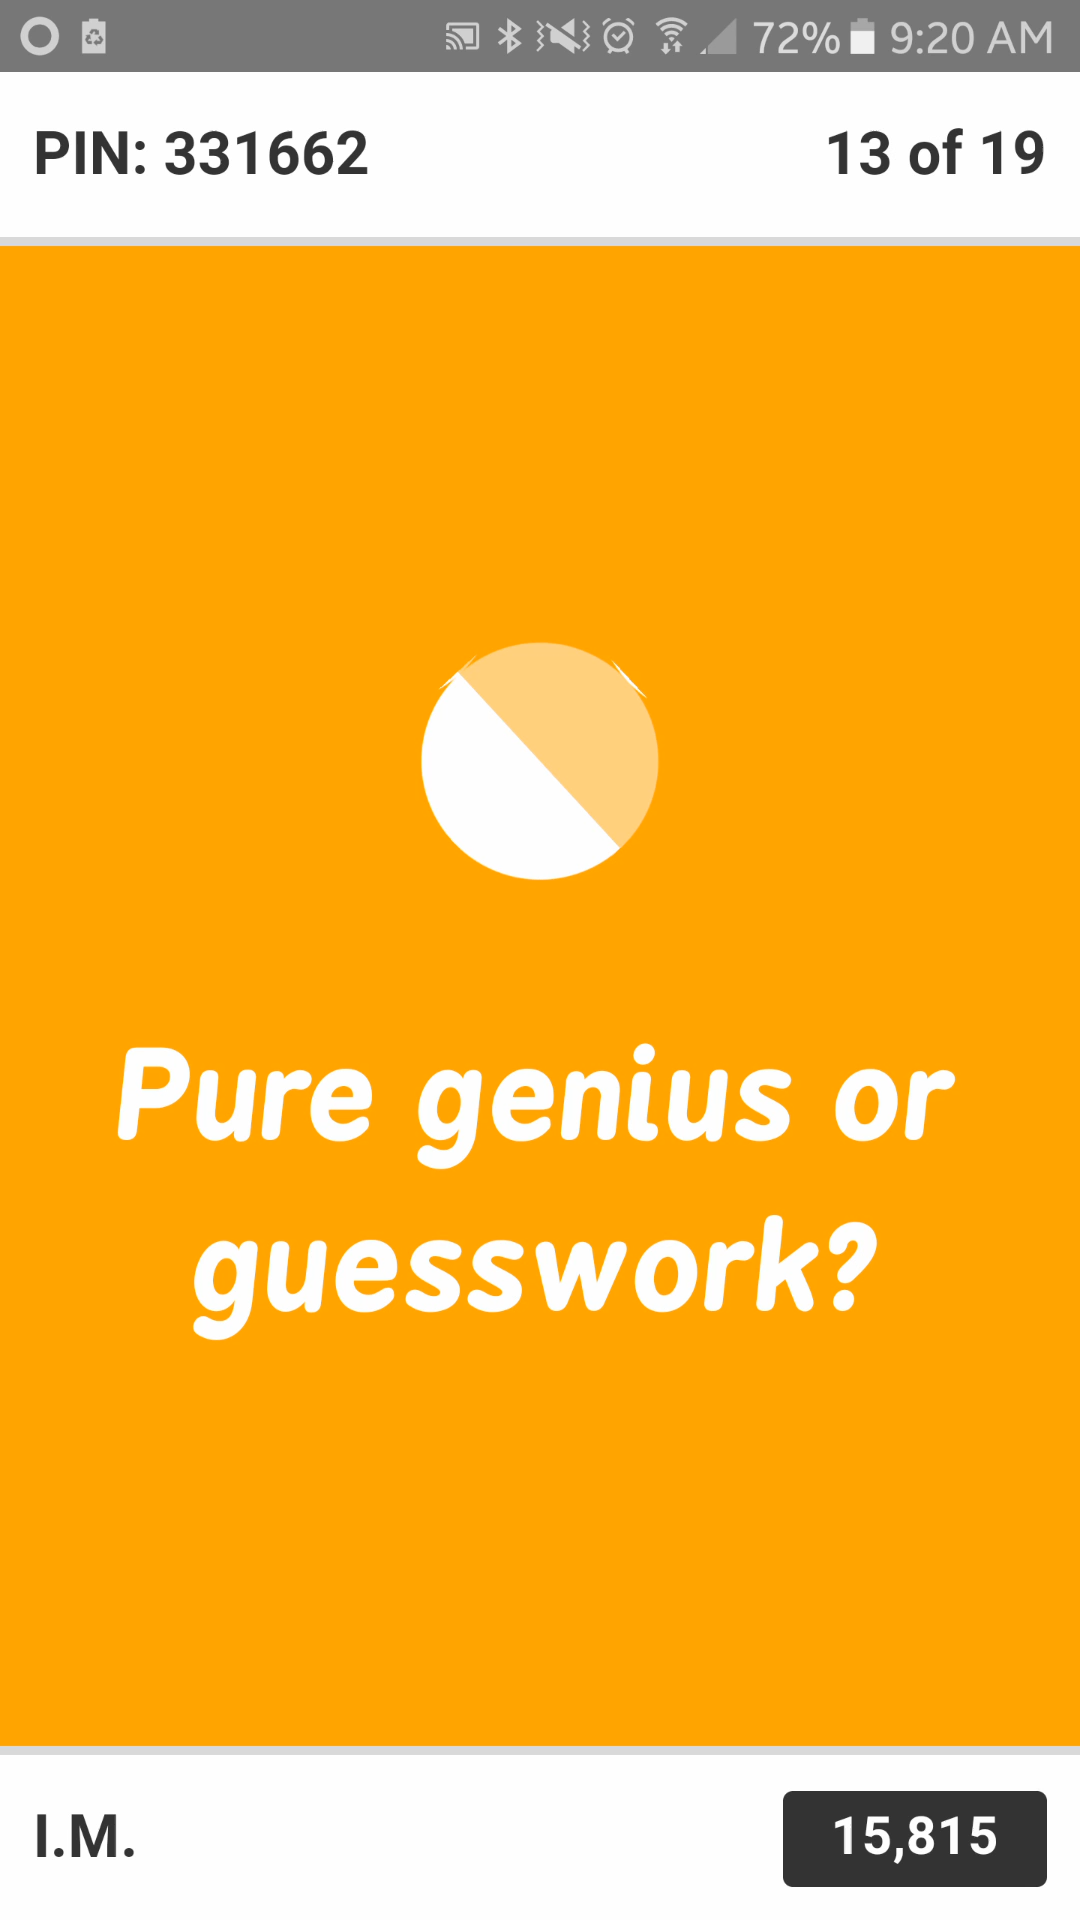 72% 9:20 AM
PIN: 331662 13 of 19
Pure genius or
guesswork?
I.M. 15,815